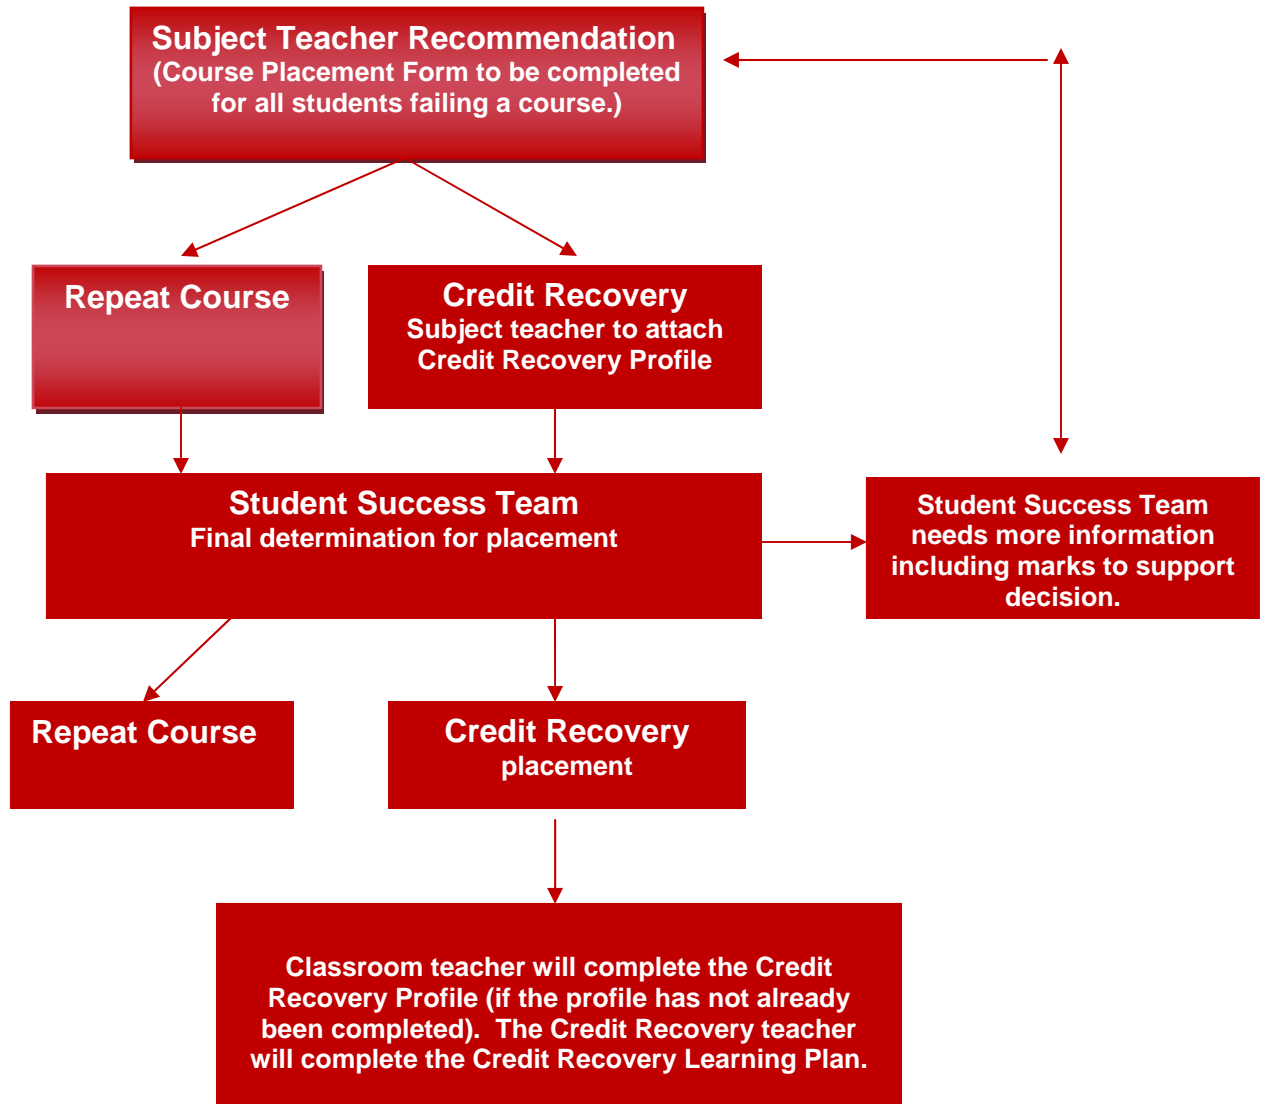 Subject Teacher Recommendation
(Course Placement Form to be completed
for all students failing a course.)
Repeat Course
Credit Recovery
Subject teacher to attach
Credit Recovery Profile
Student Success Team
Final determination for placement
Student Success Team
needs more information
including marks to support
decision.
Repeat Course
Credit Recovery
placement
Classroom teacher will complete the Credit
Recovery Profile (if the profile has not already
been completed).  The Credit Recovery teacher
will complete the Credit Recovery Learning Plan.